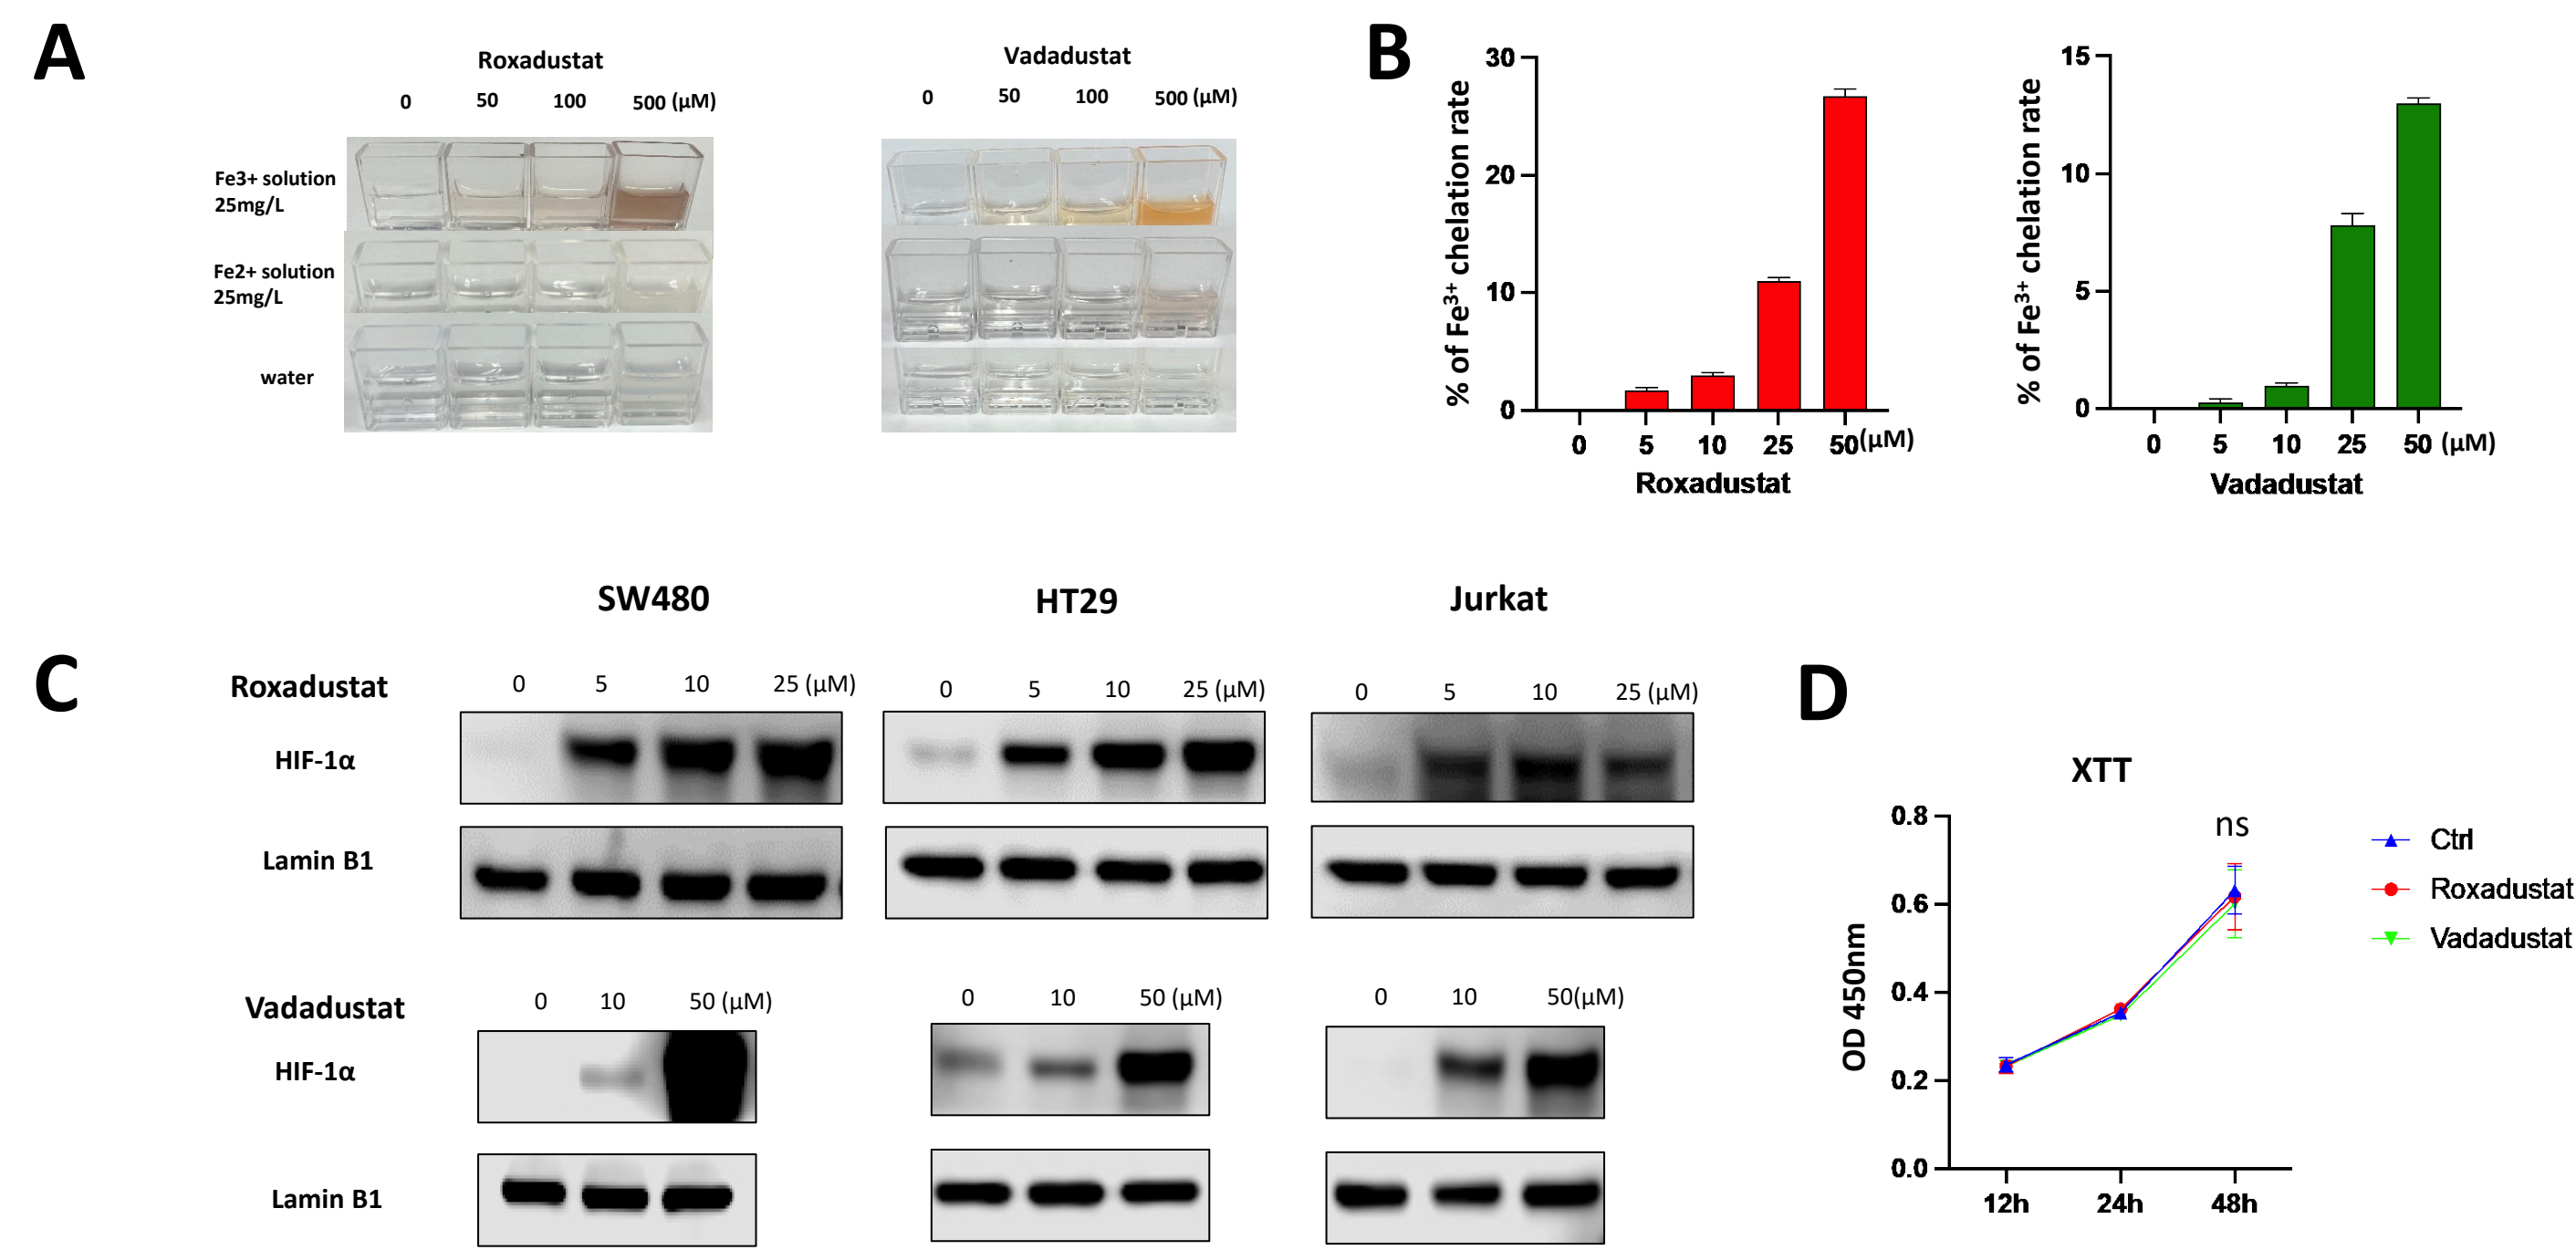 A
Roxadustat
0 50 100 500 (μM)
Fe3+ solution
25mg/L
Fe2+ solution
25mg/L
water
Vadadustat
0 50 100 500 (μM)
B
% of Fe³⁺ chelation rate
30
20
10
0
0 5 10 25 50(μM)
Roxadustat
% of Fe³⁺ chelation rate
15
10
5
0
0 5 10 25 50 (μM)
Vadadustat
C
SW480 HT29 Jurkat
Roxadustat
0 5 10 25 (μM)
0 5 10 25 (μM)
0 5 10 25 (μM)
HIF-1α
Lamin B1
Vadadustat
0 10 50 (μM)
0 10 50 (μM)
0 10 50(μM)
HIF-1α
Lamin B1
D
XTT
ns
OD 450nm
0.8
0.6
0.4
0.2
0.0
12h 24h 48h
Ctrl
Roxadustat
Vadadustat